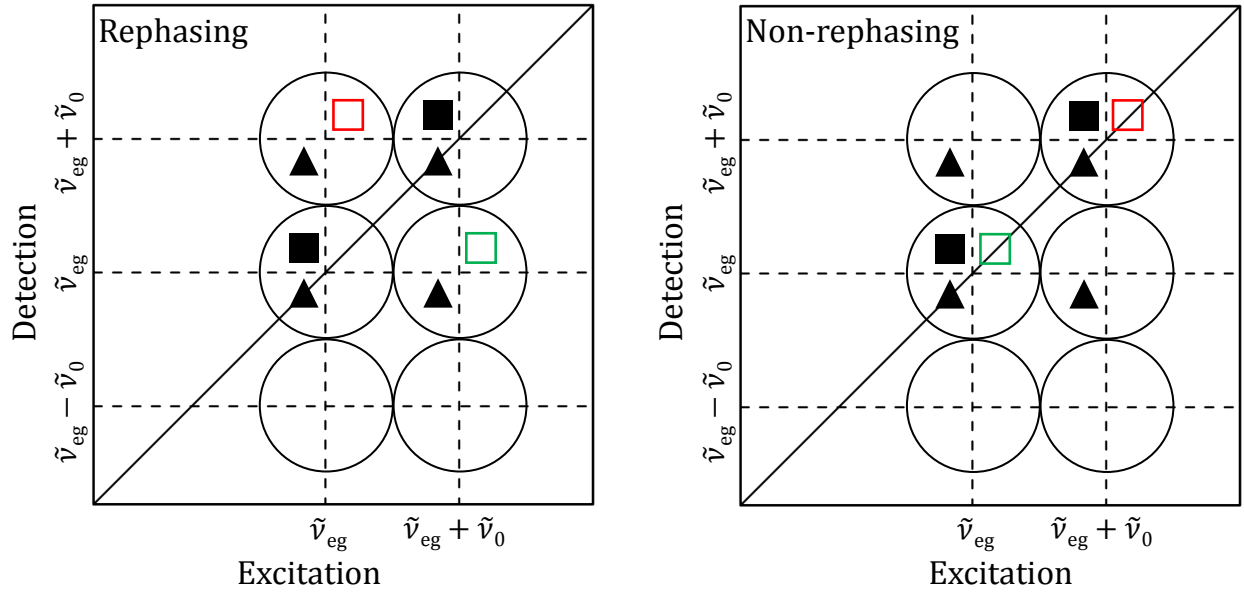 Rephasing
Detection
ν̃eg + ν̃0
ν̃eg
ν̃eg − ν̃0
ν̃eg
ν̃eg + ν̃0
Excitation
Non-rephasing
Detection
ν̃eg + ν̃0
ν̃eg
ν̃eg − ν̃0
ν̃eg
ν̃eg + ν̃0
Excitation